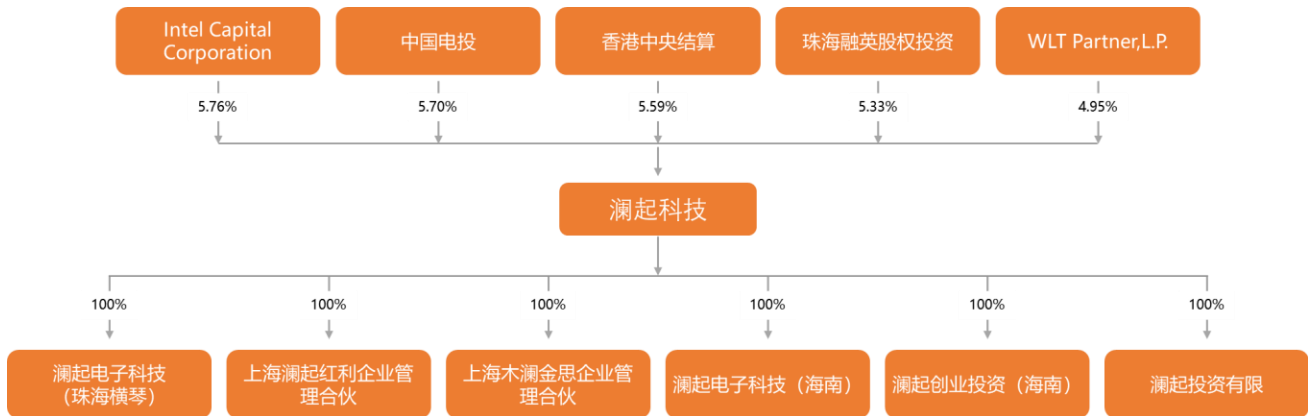 Intel Capital
Corporation
中国电投
香港中央结算
珠海融英股权投资
WLT Partner,L.P.
5.76%
5.70%
5.59%
5.33%
4.95%
澜起科技
100%
100%
100%
100%
100%
100%
澜起电子科技
（珠海横琴）
上海澜起红利企业管
理合伙
上海木澜金思企业管
理合伙
澜起电子科技（海南）
澜起创业投资（海南）
澜起投资有限